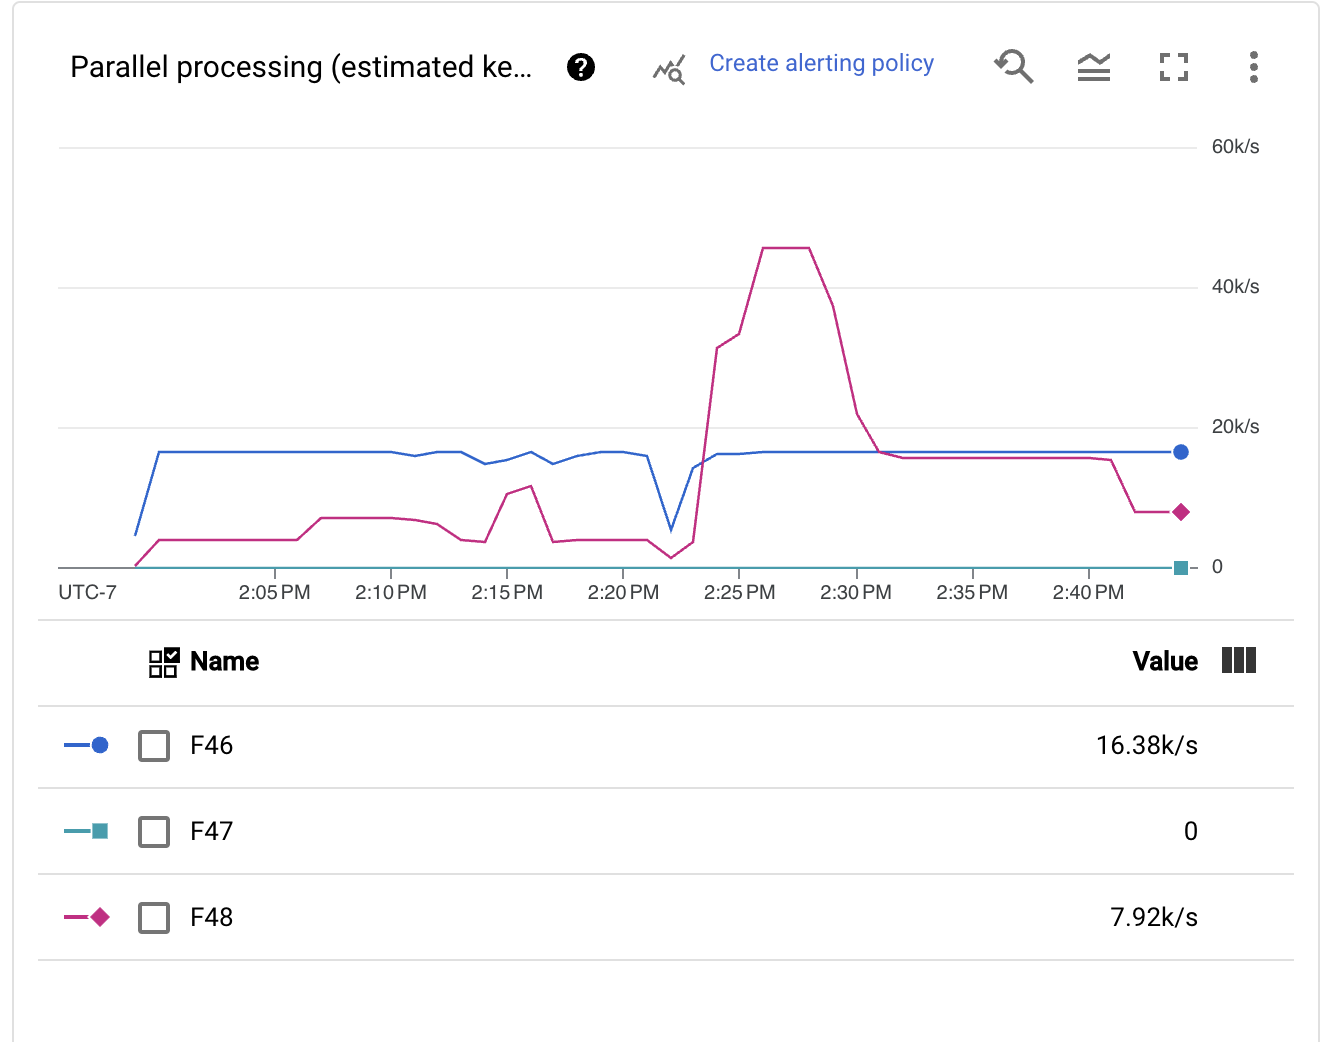 Parallel processing (estimated ke... ? Create alerting policy
60k/s
40k/s
20k/s
0
UTC-7 2:05 PM 2:10 PM 2:15 PM 2:20 PM 2:25 PM 2:30 PM 2:35 PM 2:40 PM
Name Value
F46 16.38k/s
F47 0
F48 7.92k/s